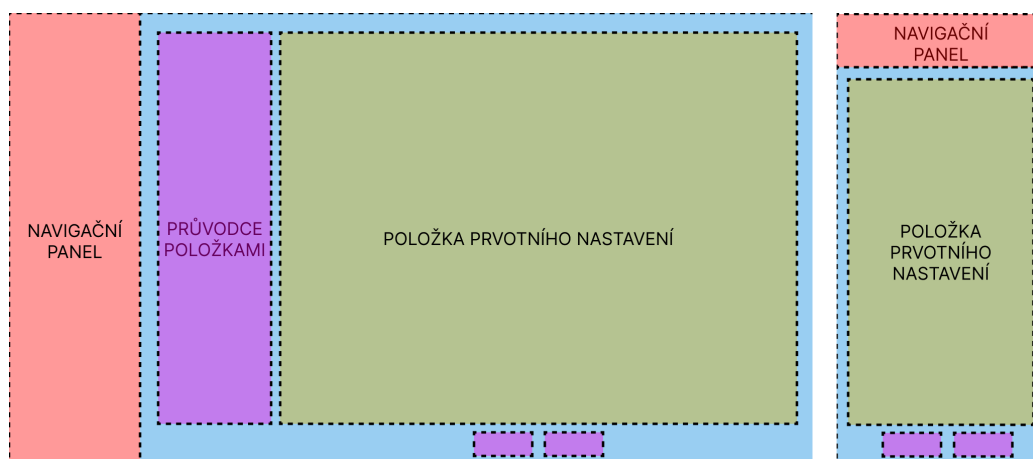 NAVIGAČNÍ
PANEL
PRŮVODCE
POLOŽKAMI
POLOŽKA PRVOTNÍHO NASTAVENÍ
NAVIGAČNÍ
PANEL
POLOŽKA
PRVOTNÍHO
NASTAVENÍ